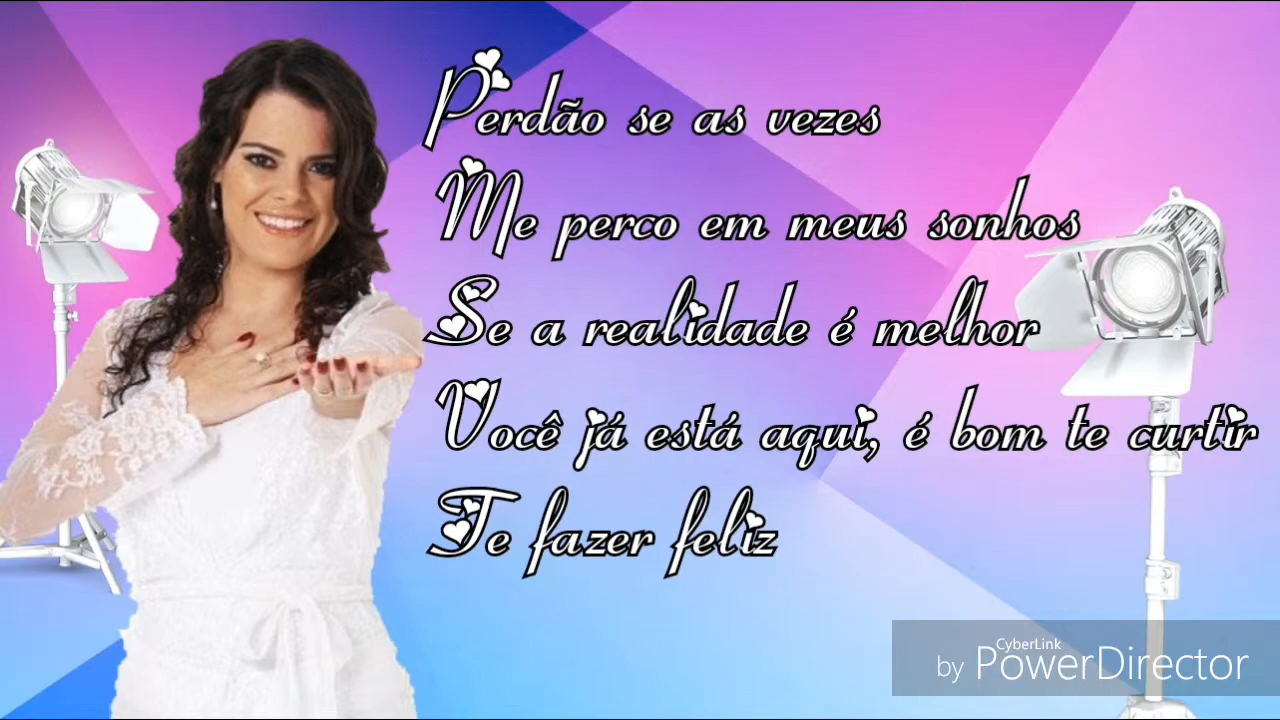 Perdão se as vezes
Me perco em meus sonhos
Se a realidade é melhor
Você já está aqui, é bom te curtir
Te fazer feliz
CyberLink
by PowerDirector